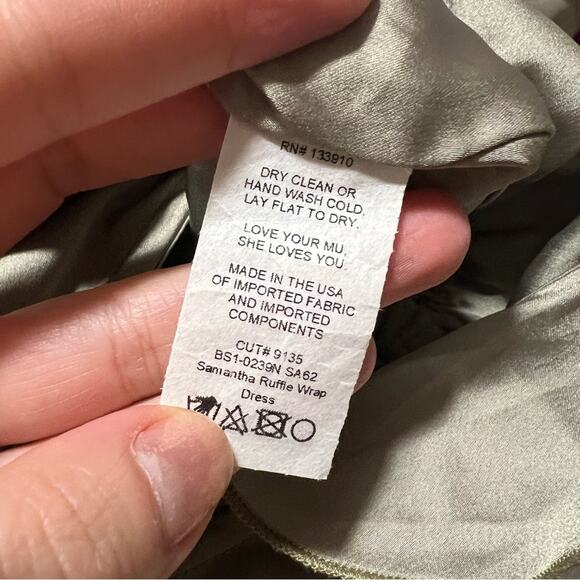 RN# 133910
DRY CLEAN OR
HAND WASH COLD.
LAY FLAT TO DRY.
LOVE YOUR MU,
SHE LOVES YOU
MADE IN THE USA
OF IMPORTED FABRIC
AND IMPORTED
COMPONENTS
CUT# 9135
BS1-0239N SA62
Samantha Ruffle Wrap
Dress